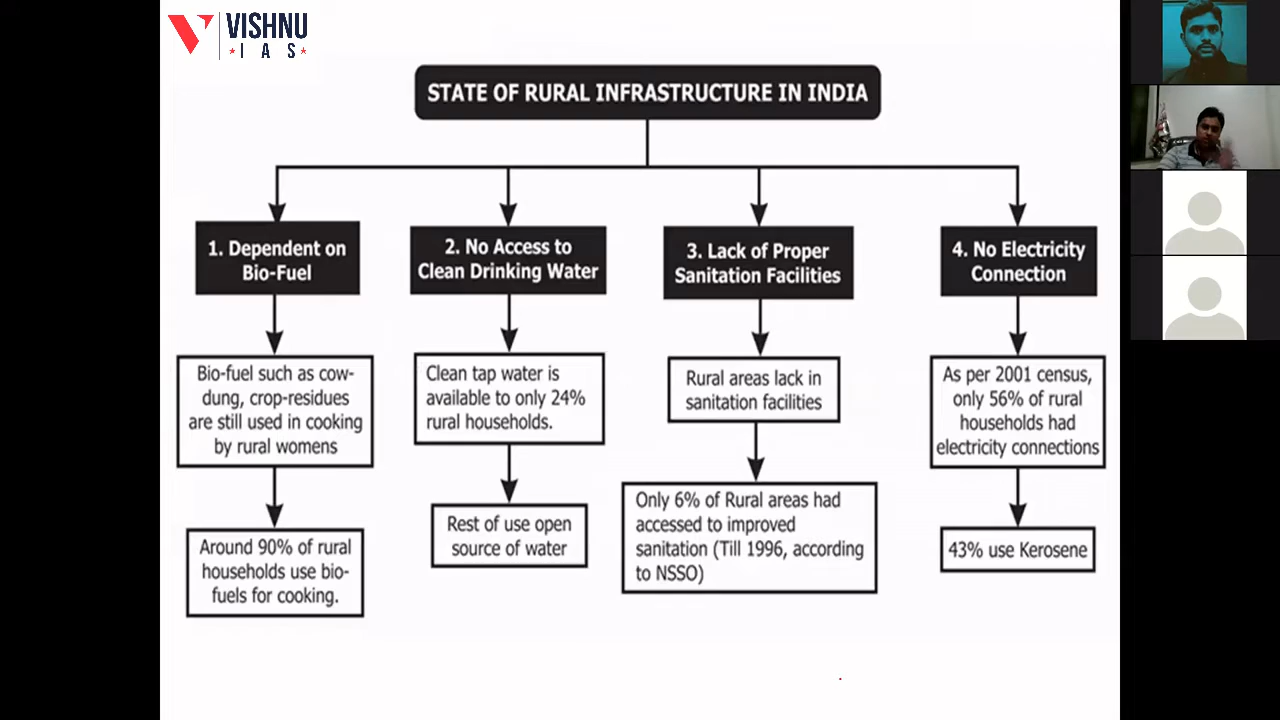 VISHNU
IAS
STATE OF RURAL INFRASTRUCTURE IN INDIA
1. Dependent on
Bio-Fuel
Bio-fuel such as cow-
dung, crop-residues
are still used in cooking
by rural womens
Around 90% of rural
households use bio-
fuels for cooking.
2. No Access to
Clean Drinking Water
Clean tap water is
available to only 24%
rural households.
Rest of use open
source of water
3. Lack of Proper
Sanitation Facilities
Rural areas lack in
sanitation facilities
Only 6% of Rural areas had
accessed to improved
sanitation (Till 1996, according
to NSSO)
4. No Electricity
Connection
As per 2001 census,
only 56% of rural
households had
electricity connections
43% use Kerosene